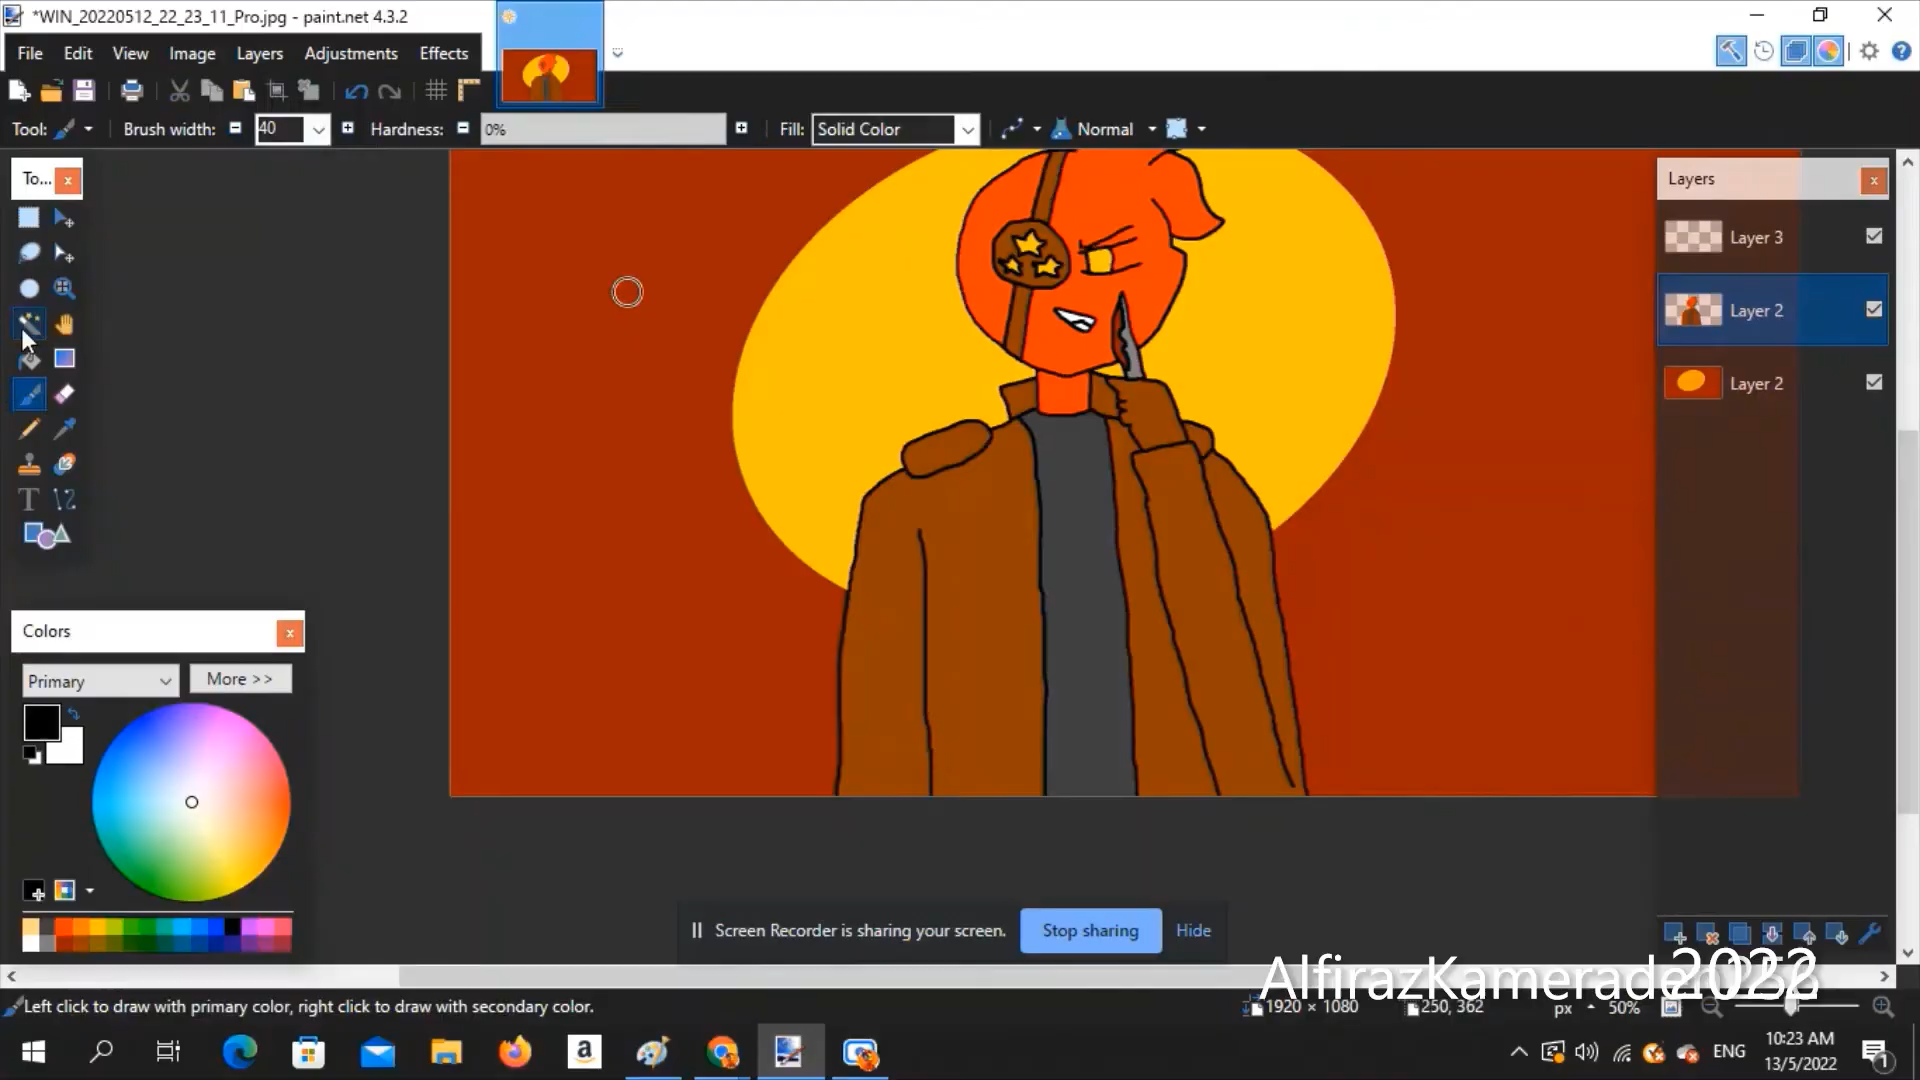 *WIN_20220512_22_23_11_Pro.jpg - paint.net 4.3.2
File Edit View Image Layers Adjustments Effects
Tool: Brush width: 40 Hardness: 0% Fill: Solid Color Normal
To...
Layers
Layer 3
Layer 2
Layer 2
Colors
Primary More >>
Screen Recorder is sharing your screen. Stop sharing Hide
Left click to draw with primary color, right click to draw with secondary color.
1920 × 1080 250, 362 px 50%
10:23 AM
ENG
13/5/2022
1